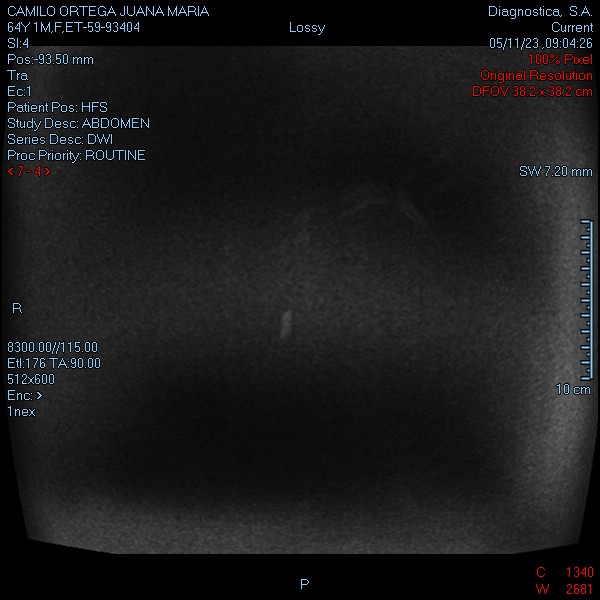 CAMILO ORTEGA JUANA MARIA
64Y 1M,F,ET-59-93404
Sl:4
Pos:-93.50 mm
Tra
Ec:1
Patient Pos: HFS
Study Desc: ABDOMEN
Series Desc: DWI
Proc Priority: ROUTINE
< 7 - 4 >
Lossy
Diagnostica, S.A.
Current
05/11/23 ,09:04:26
100% Pixel
Original Resolution
DFOV 38.2 x 38.2 cm
SW 7.20 mm
R
10 cm
8300.00//115.00
Etl:176 TA:90.00
512x600
Enc: >
1nex
P
C 1340
W 2681